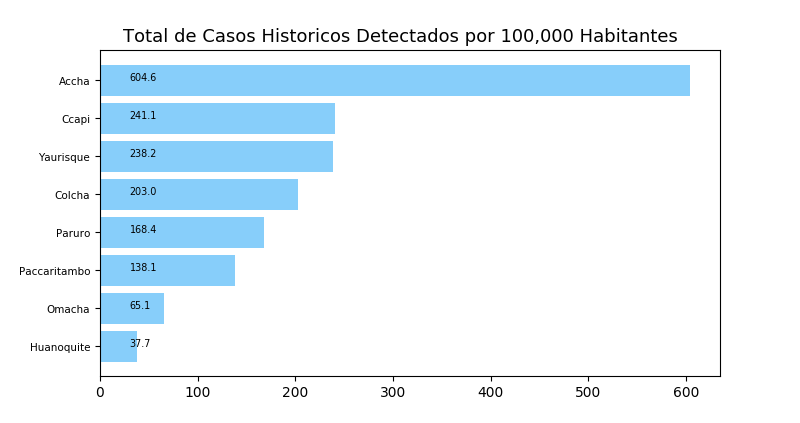 Total de Casos Historicos Detectados por 100,000 Habitantes
Accha 604.6
Ccapi 241.1
Yaurisque 238.2
Colcha 203.0
Paruro 168.4
Paccaritambo 138.1
Omacha 65.1
Huanoquite 37.7
0 100 200 300 400 500 600